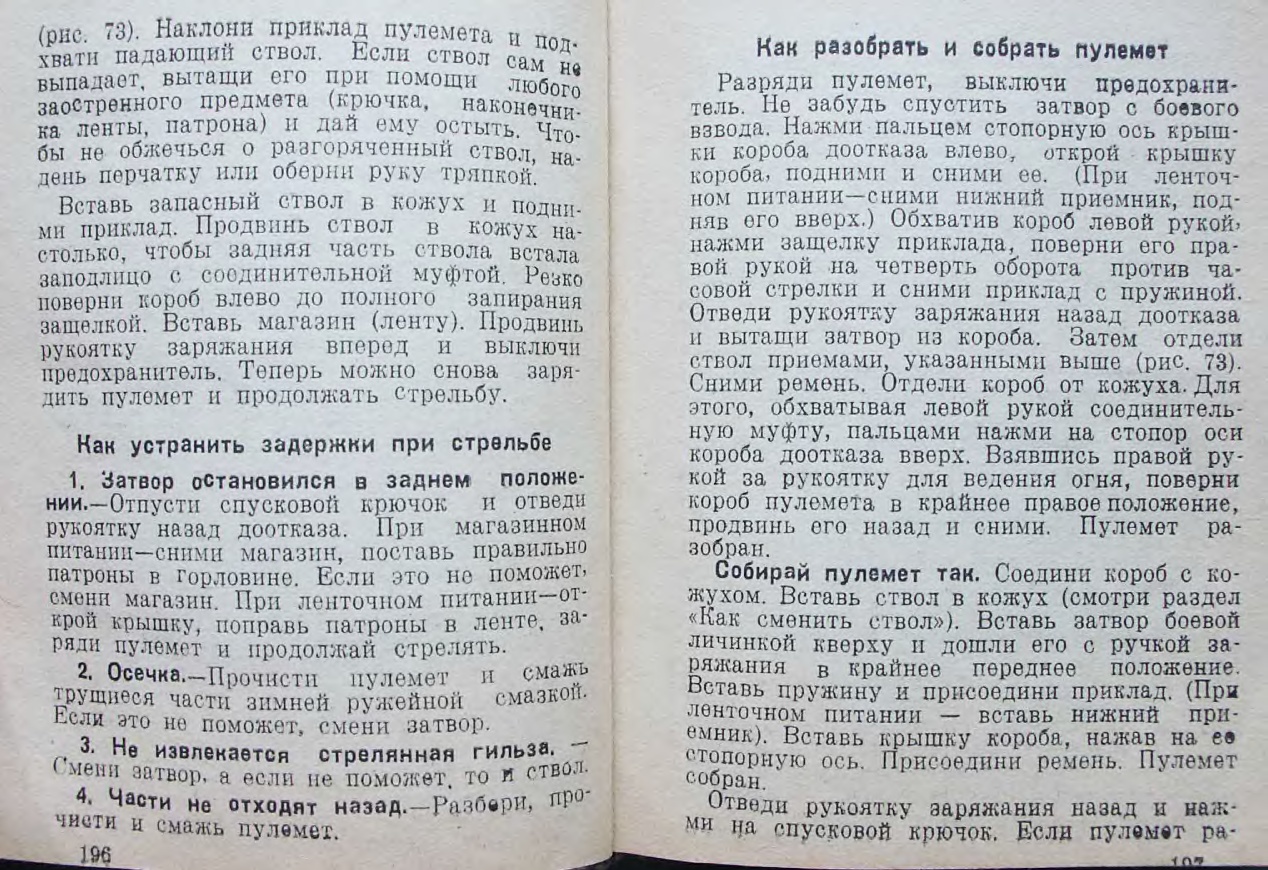 (рис. 73). Наклони приклад пулемета и под-
хвати падающий ствол. Если ствол сам не
выпадает, вытащи его при помощи любого
заостренного предмета (крючка, наконечни-
ка ленты, патрона) и дай ему остыть. Что-
бы не обжечься о разгоряченный ствол, на-
день перчатку или оберни руку тряпкой.
Вставь запасный ствол в кожух и подни-
ми приклад. Продвинь ствол в кожух на-
столько, чтобы задняя часть ствола встала
заподлицо с соединительной муфтой. Резко
поверни короб влево до полного запирания
защелкой. Вставь магазин (ленту). Продвинь
рукоятку заряжания вперед и выключи
предохранитель. Теперь можно снова заря-
дить пулемет и продолжать стрельбу.
Как устранить задержки при стрельбе
1. Затвор остановился в заднем положе-
нии.—Отпусти спусковой крючок и отведи
рукоятку назад доотказа. При магазинном
питании—сними магазин, поставь правильно
патроны в горловине. Если это не поможет,
смени магазин. При ленточном питании—от-
крой крышку, поправь патроны в ленте, за-
ряди пулемет и продолжай стрелять.
2. Осечка.—Прочисти пулемет и смажь
трущиеся части зимней ружейной смазкой.
Если это не поможет, смени затвор.
3. Не извлекается стрелянная гильза. —
Смени затвор, а если не поможет, то и ствол.
4. Части не отходят назад.—Разбери, про-
чисти и смажь пулемет.
196
Как разобрать и собрать пулемет
Разряди пулемет, выключи предохрани-
тель. Не забудь спустить затвор с боевого
взвода. Нажми пальцем стопорную ось крыш-
ки короба доотказа влево, открой крышку
короба, подними и сними ее. (При ленточ-
ном питании—сними нижний приемник, под-
няв его вверх.) Обхватив короб левой рукой,
нажми защелку приклада, поверни его пра-
вой рукой на четверть оборота против ча-
совой стрелки и сними приклад с пружиной.
Отведи рукоятку заряжания назад доотказа
и вытащи затвор из короба. Затем отдели
ствол приемами, указанными выше (рис. 73).
Сними ремень. Отдели короб от кожуха. Для
этого, обхватывая левой рукой соединитель-
ную муфту, пальцами нажми на стопор оси
короба доотказа вверх. Взявшись правой ру-
кой за рукоятку для ведения огня, поверни
короб пулемета в крайнее правое положение,
продвинь его назад и сними. Пулемет ра-
зобран.
Собирай пулемет так. Соедини короб с ко-
жухом. Вставь ствол в кожух (смотри раздел
«Как сменить ствол»). Вставь затвор боевой
личинкой кверху и дошли его с ручкой за-
ряжания в крайнее переднее положение.
Вставь пружину и присоедини приклад. (При
ленточном питании — вставь нижний при-
емник). Вставь крышку короба, нажав на ее
стопорную ось. Присоедини ремень. Пулемет
собран.
Отведи рукоятку заряжания назад и наж-
ми на спусковой крючок. Если пулемет ра-